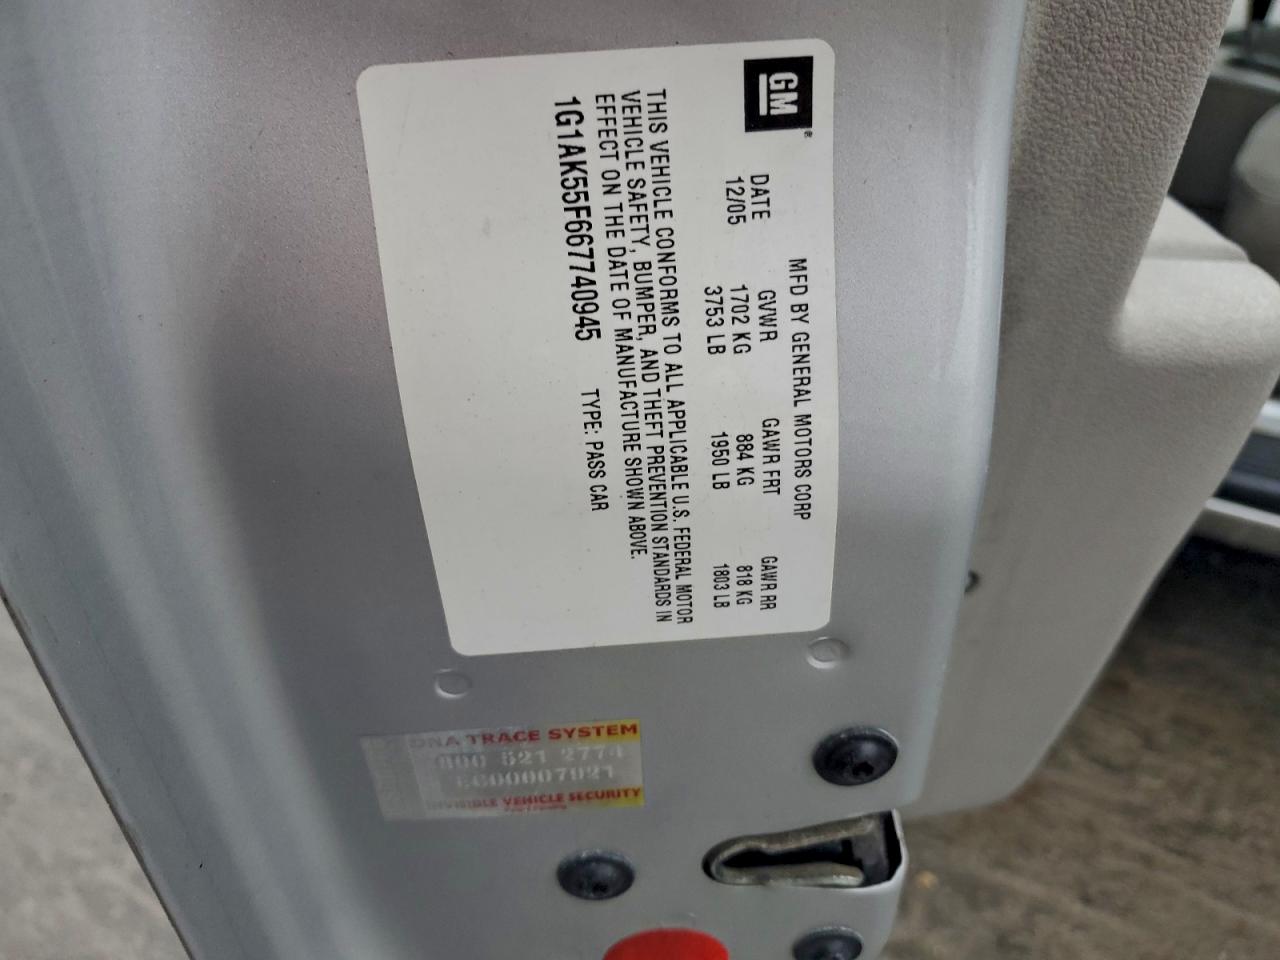 GM
MFD BY GENERAL MOTORS CORP
DATE GVWR GAWR FRT GAWR RR
12/05 1702 KG 884 KG 818 KG
3753 LB 1950 LB 1803 LB
THIS VEHICLE CONFORMS TO ALL APPLICABLE U.S. FEDERAL MOTOR
VEHICLE SAFETY, BUMPER, AND THEFT PREVENTION STANDARDS IN
EFFECT ON THE DATE OF MANUFACTURE SHOWN ABOVE.
1G1AK55F667740945 TYPE: PASS CAR
DNA TRACE SYSTEM
800 521 2774
INVISIBLE VEHICLE SECURITY